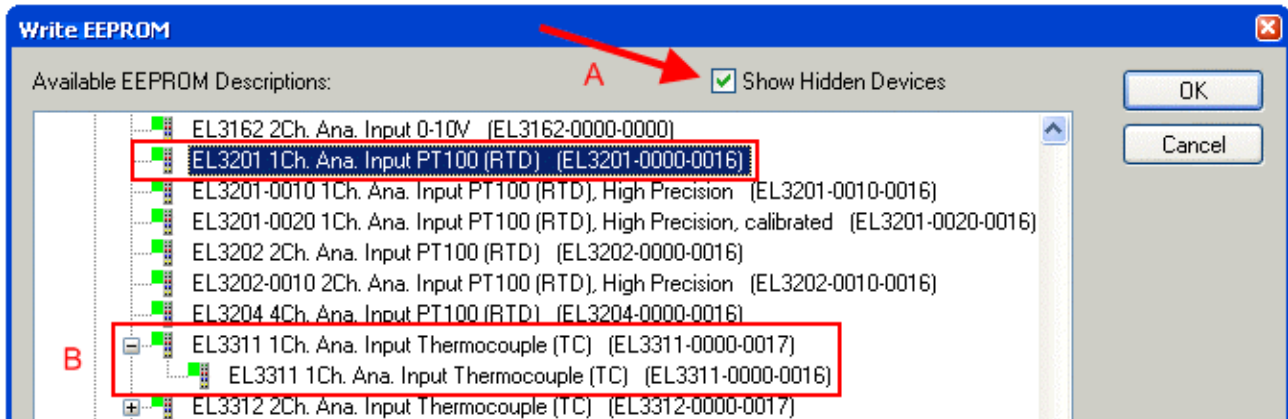 Write EEPROM
Available EEPROM Descriptions:
A
Show Hidden Devices
OK
Cancel
EL3162 2Ch. Ana. Input 0-10V (EL3162-0000-0000)
EL3201 1Ch. Ana. Input PT100 (RTD) (EL3201-0000-0016)
EL3201-0010 1Ch. Ana. Input PT100 (RTD), High Precision (EL3201-0010-0016)
EL3201-0020 1Ch. Ana. Input PT100 (RTD), High Precision, calibrated (EL3201-0020-0016)
EL3202 2Ch. Ana. Input PT100 (RTD) (EL3202-0000-0016)
EL3202-0010 2Ch. Ana. Input PT100 (RTD), High Precision (EL3202-0010-0016)
EL3204 4Ch. Ana. Input PT100 (RTD) (EL3204-0000-0016)
B
EL3311 1Ch. Ana. Input Thermocouple (TC) (EL3311-0000-0017)
EL3311 1Ch. Ana. Input Thermocouple (TC) (EL3311-0000-0016)
EL3312 2Ch. Ana. Input Thermocouple (TC) (EL3312-0000-0017)